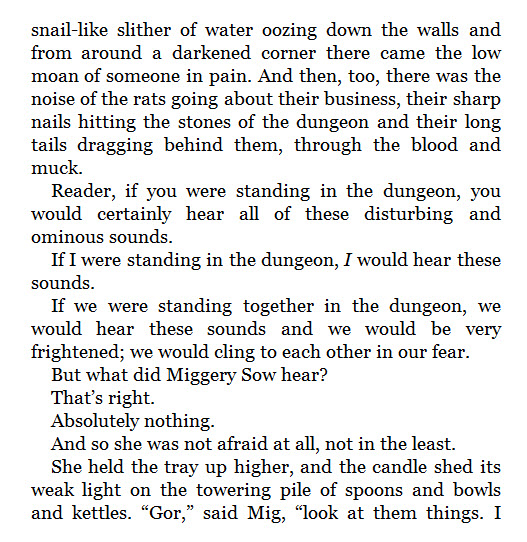 snail-like slither of water oozing down the walls and
from around a darkened corner there came the low
moan of someone in pain. And then, too, there was the
noise of the rats going about their business, their sharp
nails hitting the stones of the dungeon and their long
tails dragging behind them, through the blood and
muck.
Reader, if you were standing in the dungeon, you
would certainly hear all of these disturbing and
ominous sounds.
If I were standing in the dungeon, I would hear these
sounds.
If we were standing together in the dungeon, we
would hear these sounds and we would be very
frightened; we would cling to each other in our fear.
But what did Miggery Sow hear?
That’s right.
Absolutely nothing.
And so she was not afraid at all, not in the least.
She held the tray up higher, and the candle shed its
weak light on the towering pile of spoons and bowls
and kettles. “Gor,” said Mig, “look at them things. I